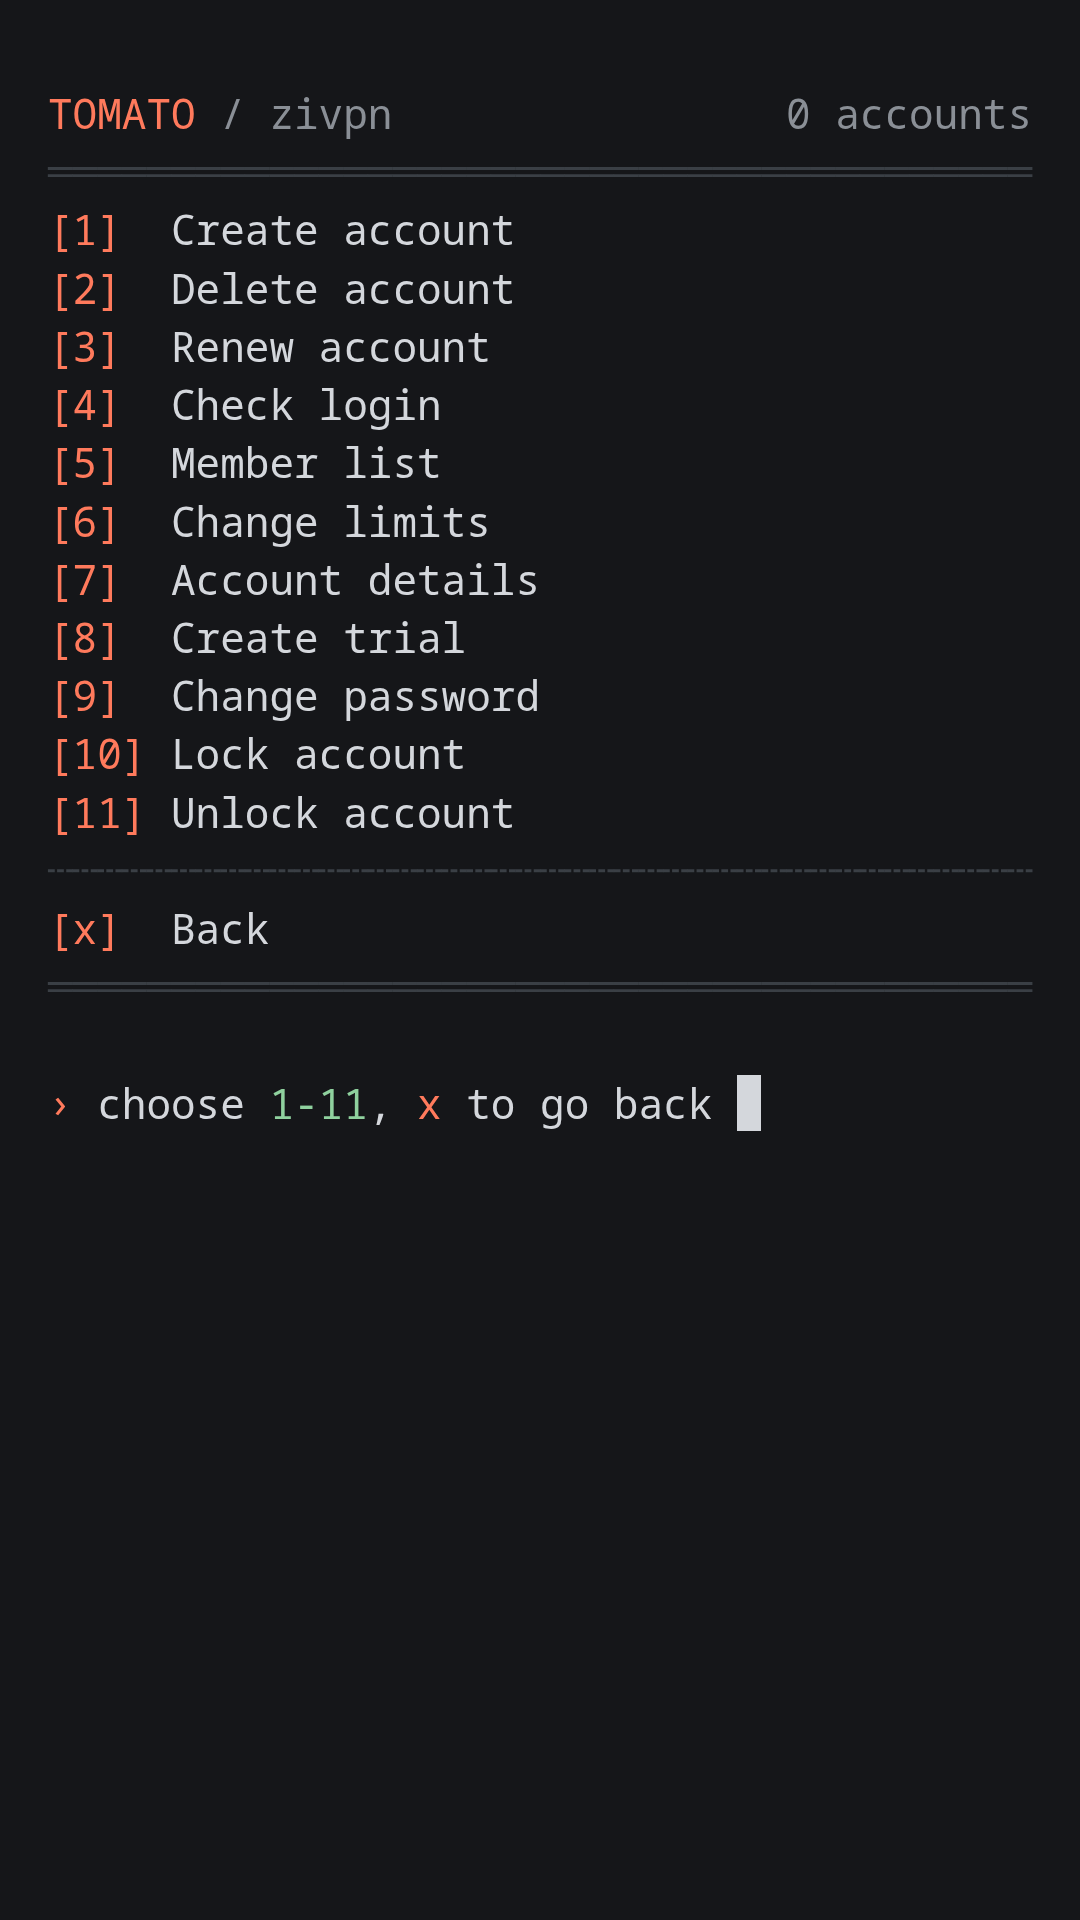 TOMATO / zivpn 0 accounts
[1] Create account
[2] Delete account
[3] Renew account
[4] Check login
[5] Member list
[6] Change limits
[7] Account details
[8] Create trial
[9] Change password
[10] Lock account
[11] Unlock account
[x] Back
› choose 1-11, x to go back